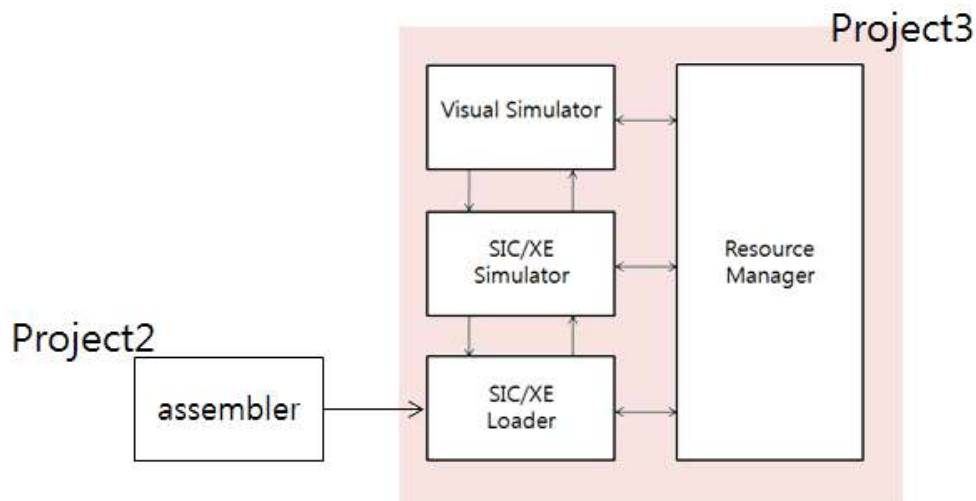 Project3
Visual Simulator
SIC/XE
Simulator
Resource
Manager
Project2
assembler
SIC/XE
Loader